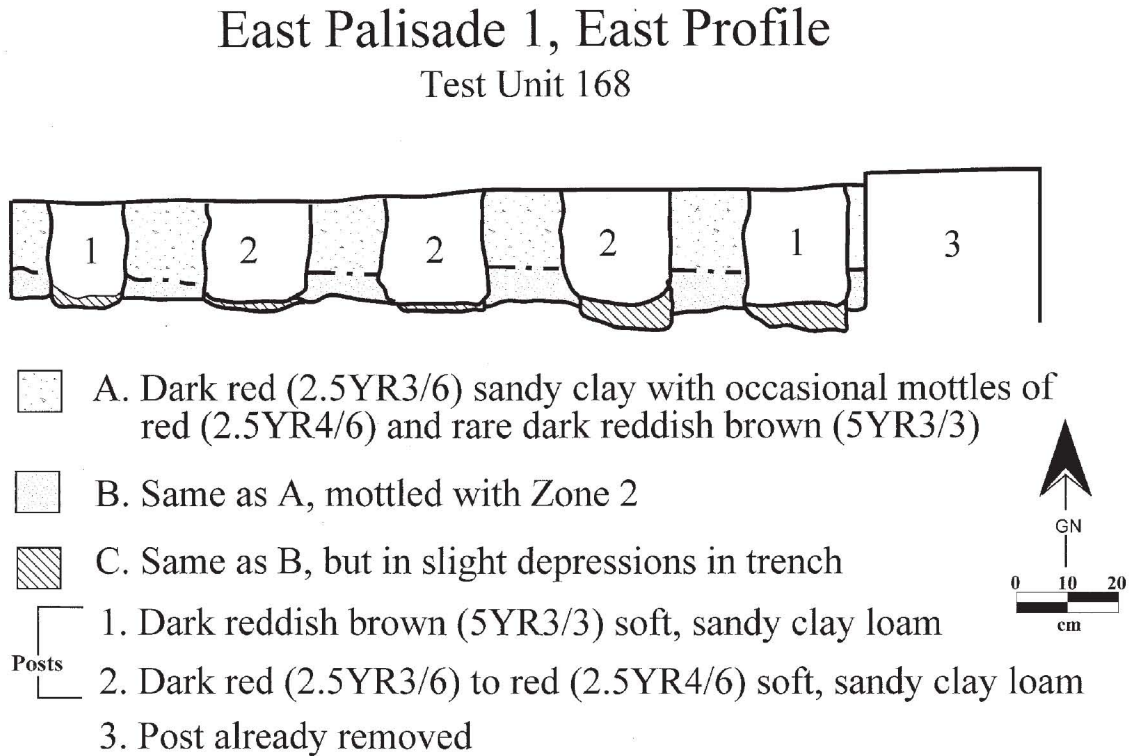 East Palisade 1, East Profile
Test Unit 168
1 2 2 2 1 3
A. Dark red (2.5YR3/6) sandy clay with occasional mottles of
red (2.5YR4/6) and rare dark reddish brown (5YR3/3)
B. Same as A, mottled with Zone 2
C. Same as B, but in slight depressions in trench
GN
0 10 20
cm
Posts
1. Dark reddish brown (5YR3/3) soft, sandy clay loam
2. Dark red (2.5YR3/6) to red (2.5YR4/6) soft, sandy clay loam
3. Post already removed